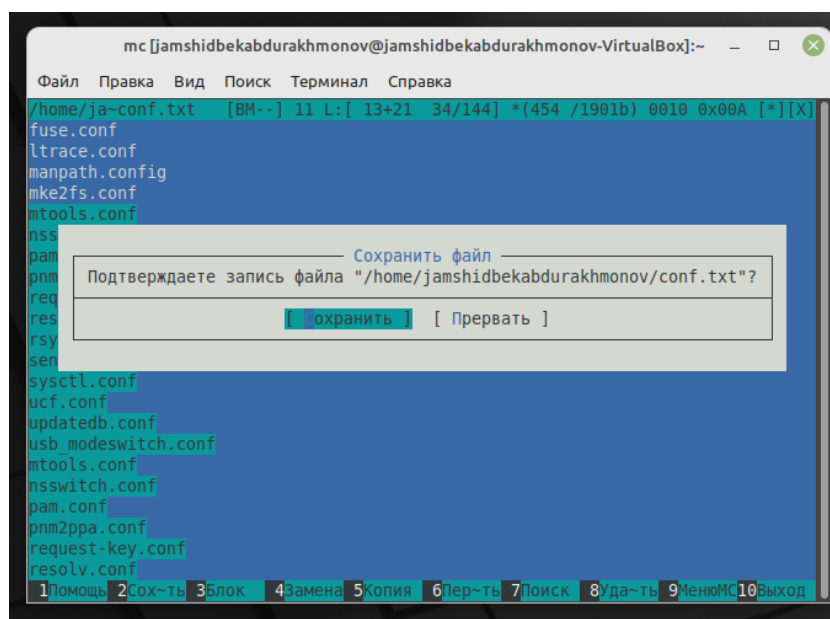 mc [jamshidbekabdurakhmonov@jamshidbekabdurakhmonov-VirtualBox]:~
Файл Правка Вид Поиск Терминал Справка
/home/ja~conf.txt [BM--] 11 L:[ 13+21 34/144] *(454 /1901b) 0010 0x00A [*][X]
fuse.conf
ltrace.conf
manpath.config
mke2fs.conf
mtools.conf
nss
pam
pnm
req
res
rsy
sen
Сохранить файл
Подтверждаете запись файла "/home/jamshidbekabdurakhmonov/conf.txt"?
[ Сохранить ] [ Прервать ]
sysctl.conf
ucf.conf
updatedb.conf
usb_modeswitch.conf
mtools.conf
nsswitch.conf
pam.conf
pnm2ppa.conf
request-key.conf
resolv.conf
1Помощь 2Сох~ть 3Блок 4Замена 5Копия 6Пер~ть 7Поиск 8Уда~ть 9МенюMC 10Выход